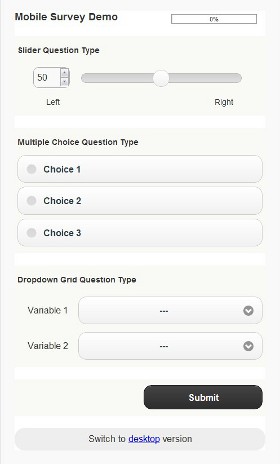 Mobile Survey Demo
0%
Slider Question Type
50
Left Right
Multiple Choice Question Type
Choice 1
Choice 2
Choice 3
Dropdown Grid Question Type
Variable 1 ---
Variable 2 ---
Submit
Switch to desktop version